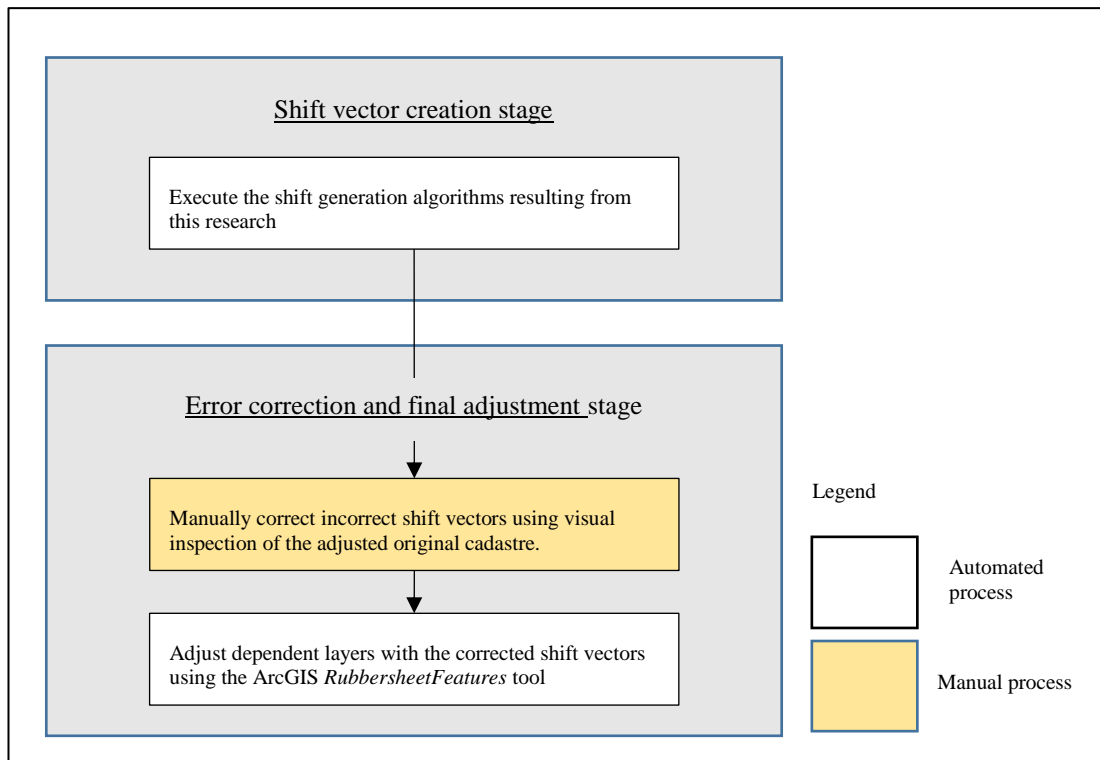 Shift vector creation stage
Execute the shift generation algorithms resulting from
this research
Error correction and final adjustment stage
Manually correct incorrect shift vectors using visual
inspection of the adjusted original cadastre.
Adjust dependent layers with the corrected shift vectors
using the ArcGIS RubbersheetFeatures tool
Legend
Automated
process
Manual process